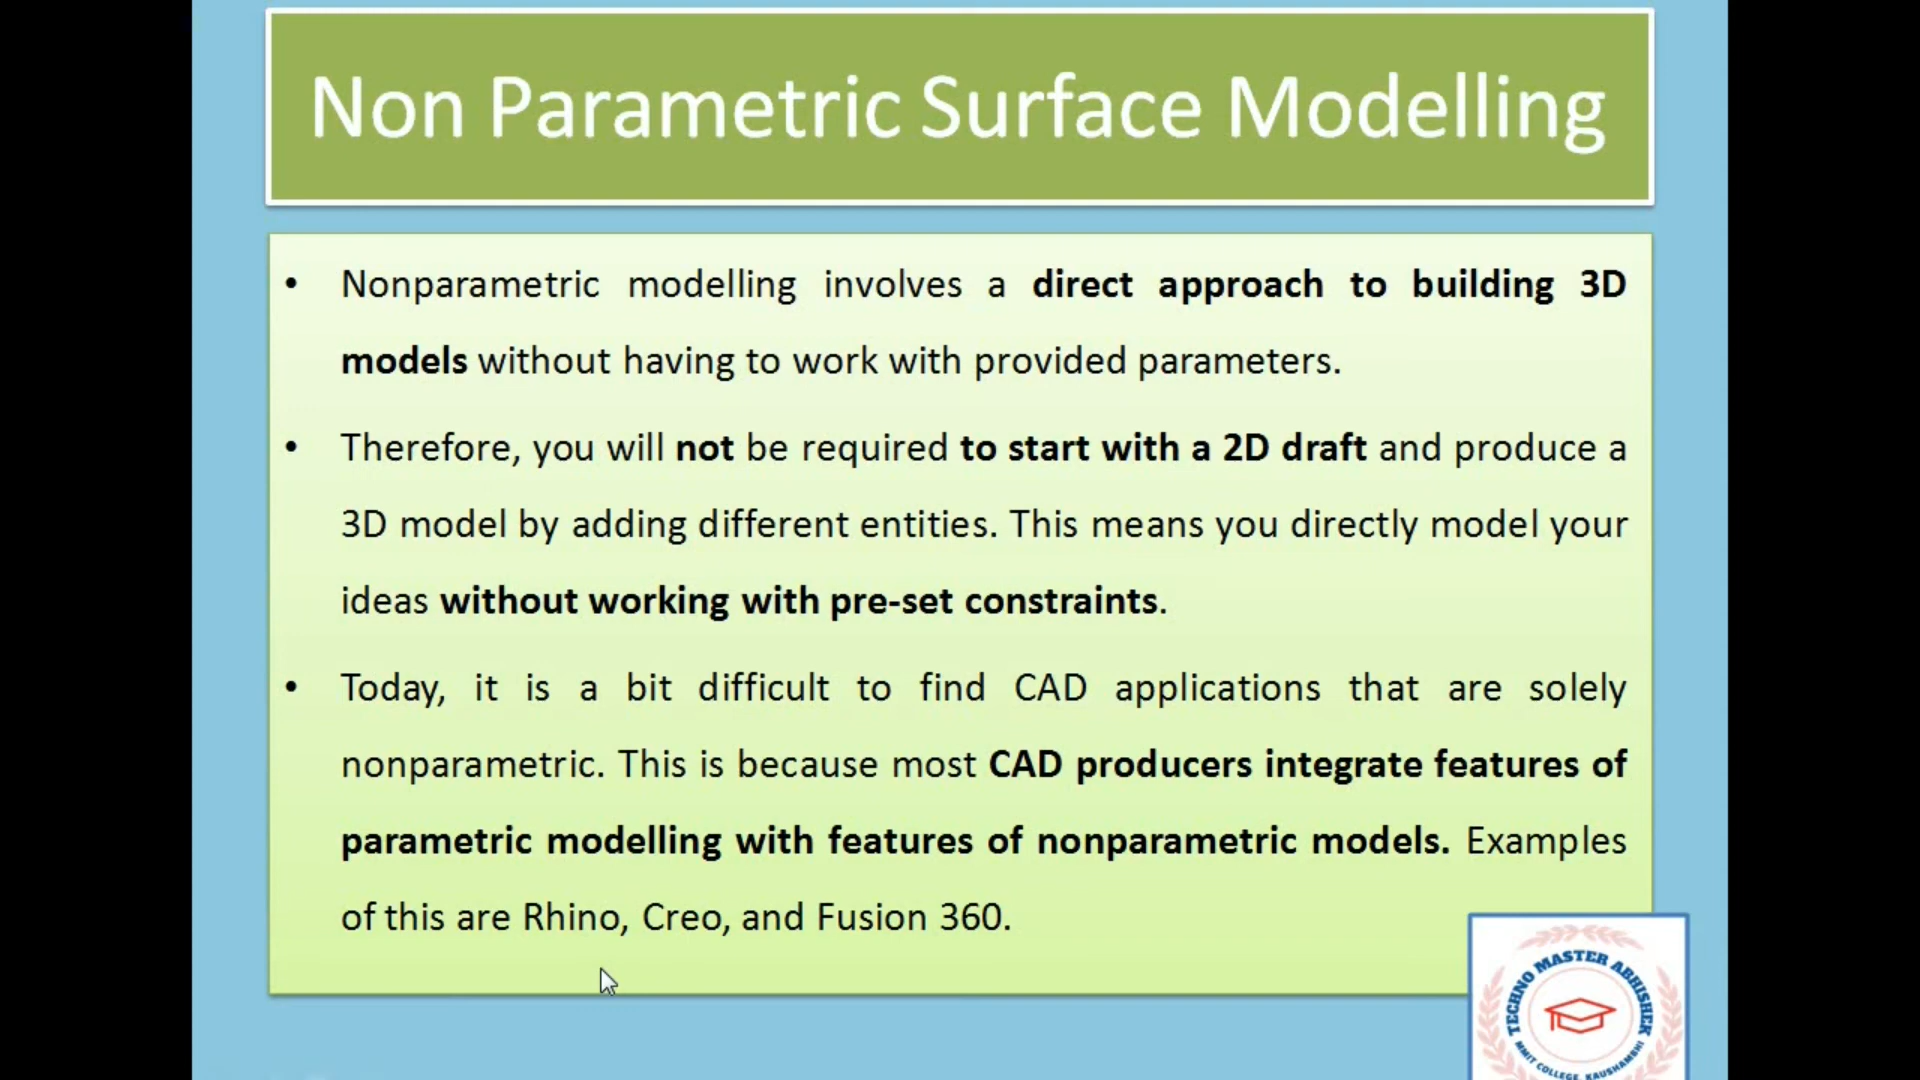 Non Parametric Surface Modelling
• Nonparametric modelling involves a direct approach to building 3D
models without having to work with provided parameters.
• Therefore, you will not be required to start with a 2D draft and produce a
3D model by adding different entities. This means you directly model your
ideas without working with pre-set constraints.
• Today, it is a bit difficult to find CAD applications that are solely
nonparametric. This is because most CAD producers integrate features of
parametric modelling with features of nonparametric models. Examples
of this are Rhino, Creo, and Fusion 360.
TECHNO MASTER ABHISHEK
MMIT COLLEGE, KAUSHAMBHI